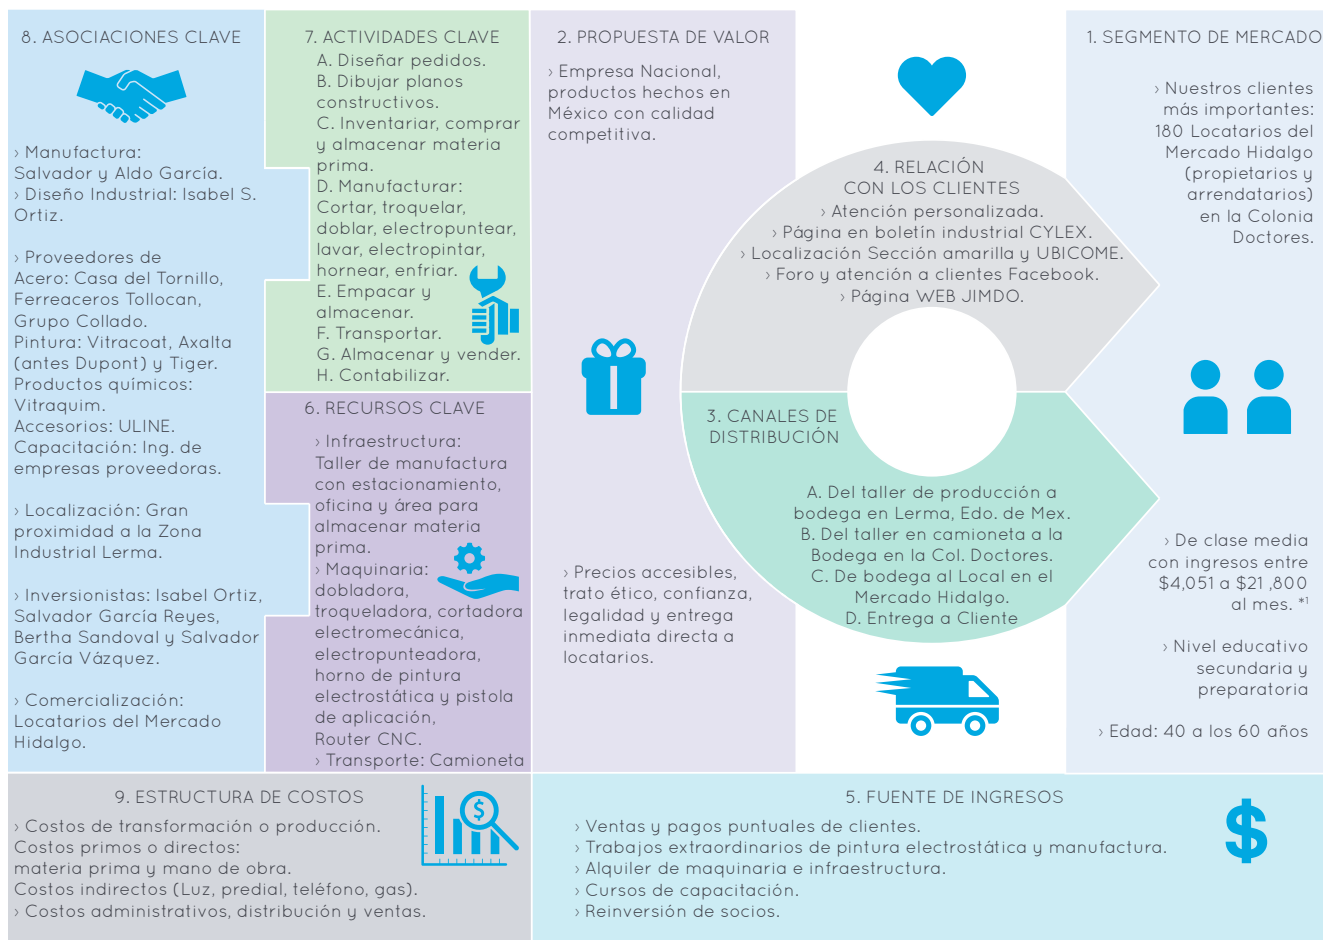 8. ASOCIACIONES CLAVE
› Manufactura:
Salvador y Aldo García.
› Diseño Industrial: Isabel S.
Ortiz.
› Proveedores de
Acero: Casa del Tornillo,
Ferreaceros Tollocan,
Grupo Collado.
Pintura: Vitracoat, Axalta
(antes Dupont) y Tiger.
Productos químicos:
Vitraquim.
Accesorios: ULINE.
Capacitación: Ing. de
empresas proveedoras.
› Localización: Gran
proximidad a la Zona
Industrial Lerma.
› Inversionistas: Isabel Ortiz,
Salvador García Reyes,
Bertha Sandoval y Salvador
García Vázquez.
› Comercialización:
Locatarios del Mercado
Hidalgo.
7. ACTIVIDADES CLAVE
A. Diseñar pedidos.
B. Dibujar planos
constructivos.
C. Inventariar, comprar
y almacenar materia
prima.
D. Manufacturar:
Cortar, troquelar,
doblar, electropuntear,
lavar, electropintar,
hornear, enfriar.
E. Empacar y
almacenar.
F. Transportar.
G. Almacenar y vender.
H. Contabilizar.
6. RECURSOS CLAVE
› Infraestructura:
Taller de manufactura
con estacionamiento,
oficina y área para
almacenar materia
prima.
› Maquinaria:
dobladora,
troqueladora, cortadora
electromecánica,
electropunteadora,
horno de pintura
electrostática y pistola
de aplicación,
Router CNC.
› Transporte: Camioneta
2. PROPUESTA DE VALOR
› Empresa Nacional,
productos hechos en
México con calidad
competitiva.
› Precios accesibles,
trato ético, confianza,
legalidad y entrega
inmediata directa a
locatarios.
4. RELACIÓN
CON LOS CLIENTES
› Atención personalizada.
› Página en boletín industrial CYLEX.
› Localización Sección amarilla y UBICOME.
› Foro y atención a clientes Facebook.
› Página WEB JIMDO.
3. CANALES DE
DISTRIBUCIÓN
A. Del taller de producción a
bodega en Lerma, Edo. de Mex.
B. Del taller en camioneta a la
Bodega en la Col. Doctores.
C. De bodega al Local en el
Mercado Hidalgo.
D. Entrega a Cliente
1. SEGMENTO DE MERCADO
› Nuestros clientes
más importantes:
180 Locatarios del
Mercado Hidalgo
(propietarios y
arrendatarios)
en la Colonia
Doctores.
› De clase media
con ingresos entre
$4,051 a $21,800
al mes. *¹
› Nivel educativo
secundaria y
preparatoria
› Edad: 40 a los 60 años
9. ESTRUCTURA DE COSTOS
› Costos de transformación o producción.
Costos primos o directos:
materia prima y mano de obra.
Costos indirectos (Luz, predial, teléfono, gas).
› Costos administrativos, distribución y ventas.
$
5. FUENTE DE INGRESOS
› Ventas y pagos puntuales de clientes.
› Trabajos extraordinarios de pintura electrostática y manufactura.
› Alquiler de maquinaria e infraestructura.
› Cursos de capacitación.
› Reinversión de socios.
$